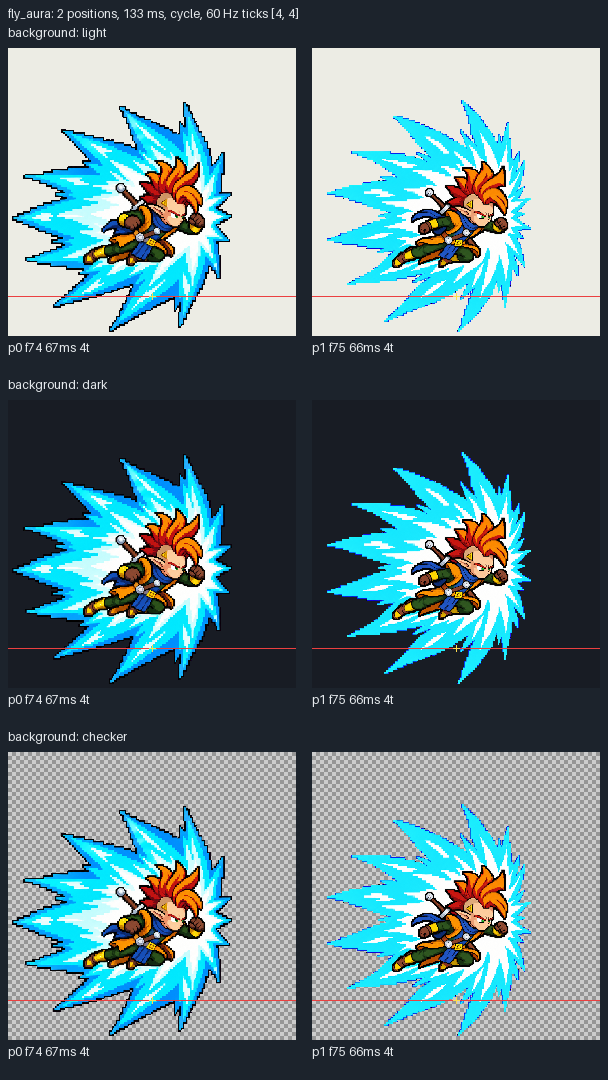 fly_aura: 2 positions, 133 ms, cycle, 60 Hz ticks [4, 4]
background: light
p0 f74 67ms 4t
p1 f75 66ms 4t
background: dark
p0 f74 67ms 4t
p1 f75 66ms 4t
background: checker
p0 f74 67ms 4t
p1 f75 66ms 4t